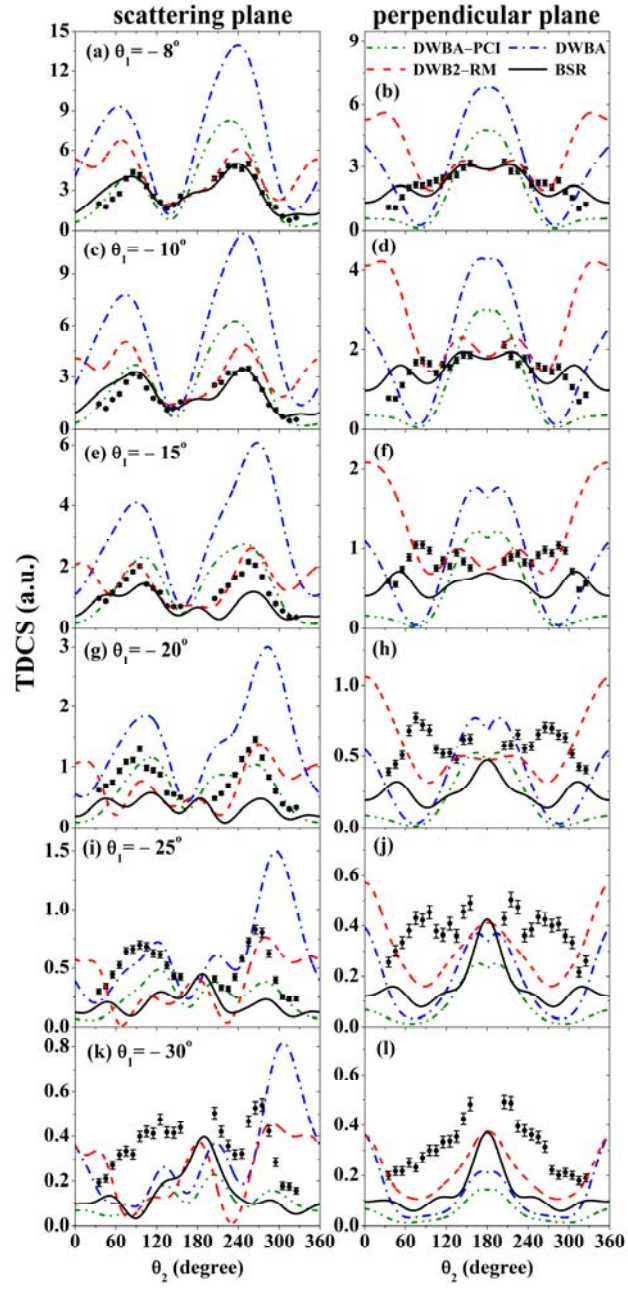 scattering plane perpendicular plane
(a) θ₁= – 8°
DWBA–PCI DWBA
DWB2–RM BSR
(b)
15
12
9
6
3
0
9
6
3
0
(c) θ₁= – 10°
(d)
12
9
6
3
0
4
2
0
(e) θ₁= – 15°
(f)
6
4
2
0
2
1
0
(g) θ₁= – 20°
(h)
3
2
1
0
1.0
0.5
0.0
(i) θ₁= – 25°
(j)
1.5
1.0
0.5
0.0
0.6
0.4
0.2
0.0
(k) θ₁= – 30°
(l)
0.8
0.6
0.4
0.2
0.0
0.6
0.4
0.2
0.0
TDCS (a.u.)
0 60 120 180 240 300 360 0 60 120 180 240 300 360
θ₂ (degree) θ₂ (degree)